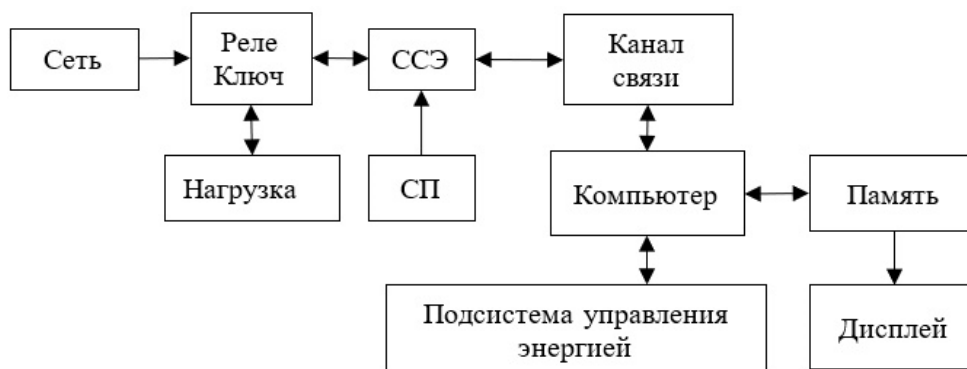 Сеть
Реле
Ключ
ССЭ
Канал
связи
Нагрузка
СП
Компьютер
Память
Подсистема управления
энергией
Дисплей